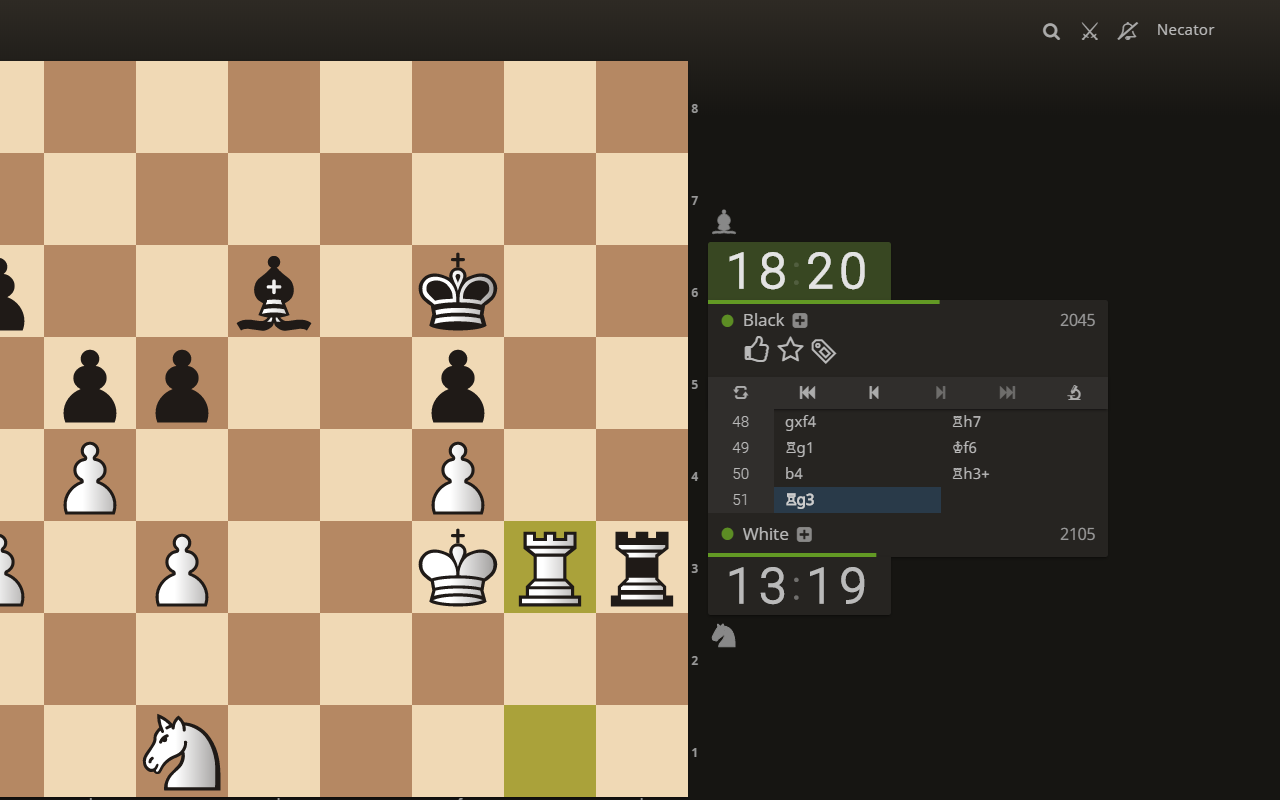 Necator
8
7
6
5
4
3
2
1
18:20
Black 2045
48 gxf4 ♖h7
49 ♖g1 ♔f6
50 b4 ♖h3+
51 ♖g3
White 2105
13:19